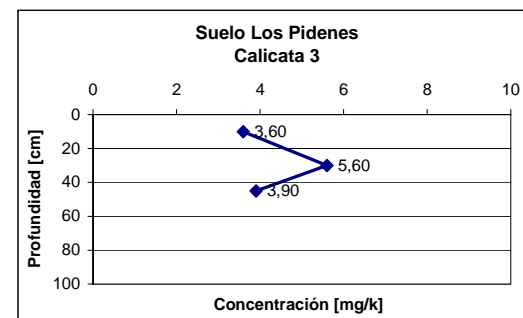 Suelo Los Pidenes
Calicata 3
0 2 4 6 8 10
0
20
40
60
80
100
3,60
5,60
3,90
Profundidad [cm]
Concentración [mg/k]